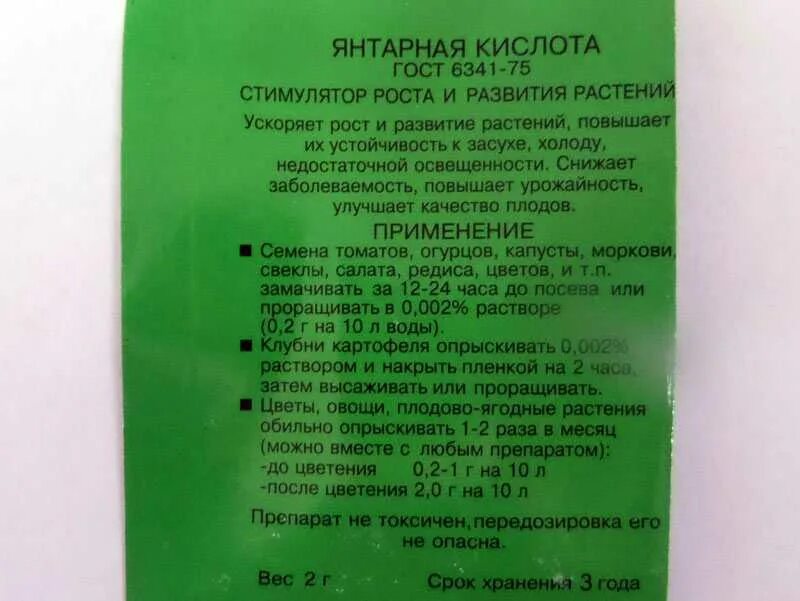 ЯНТАРНАЯ КИСЛОТА
ГОСТ 6341-75
СТИМУЛЯТОР РОСТА И РАЗВИТИЯ РАСТЕНИЙ
Ускоряет рост и развитие растений, повышает
их устойчивость к засухе, холоду,
недостаточной освещенности. Снижает
заболеваемость, повышает урожайность,
улучшает качество плодов.
ПРИМЕНЕНИЕ
■ Семена томатов, огурцов, капусты, моркови,
свеклы, салата, редиса, цветов, и т.п.
замачивать за 12-24 часа до посева или
проращивать в 0,002% растворе
(0,2 г на 10 л воды).
■ Клубни картофеля опрыскивать 0,002%
раствором и накрыть пленкой на 2 часа,
затем высаживать или проращивать.
■ Цветы, овощи, плодово-ягодные растения
обильно опрыскивать 1-2 раза в месяц
(можно вместе с любым препаратом):
-до цветения 0,2-1 г на 10 л
-после цветения 2,0 г на 10 л
Препарат не токсичен,передозировка его
не опасна.
Вес 2 г Срок хранения 3 года